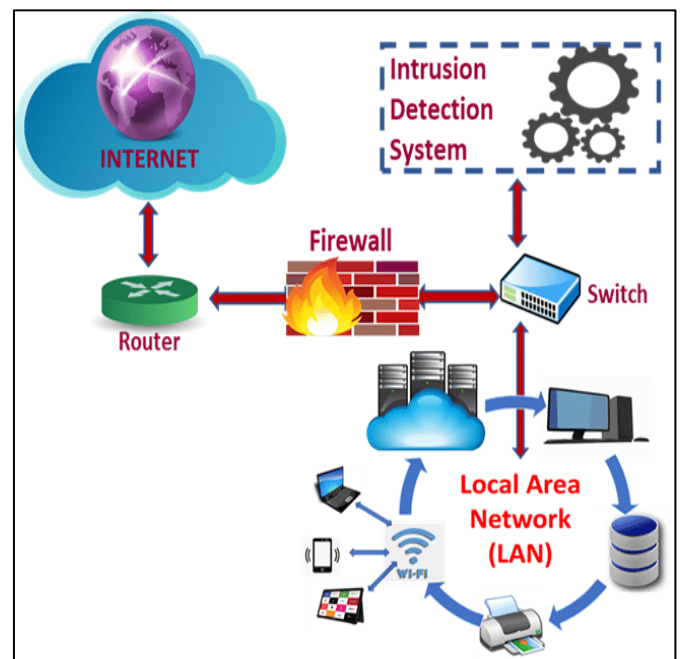 INTERNET
Intrusion
Detection
System
Firewall
Router
Switch
Local Area
Network
(LAN)
WI-FI